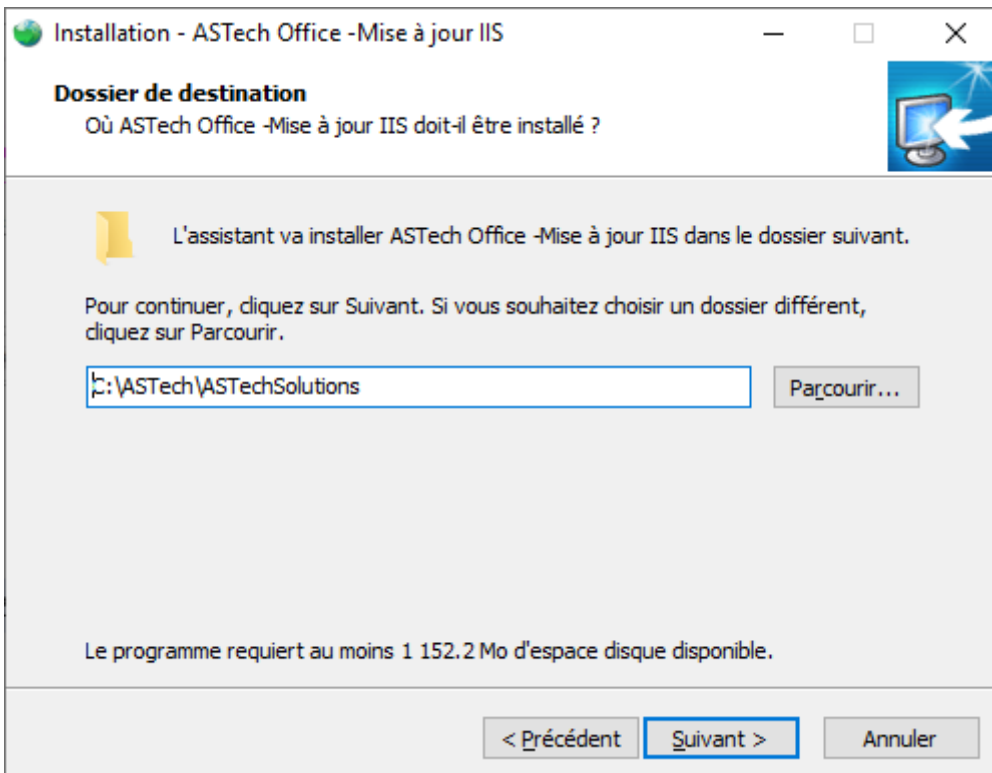 Installation - ASTech Office -Mise à jour IIS
Dossier de destination
Où ASTech Office -Mise à jour IIS doit-il être installé ?
L'assistant va installer ASTech Office -Mise à jour IIS dans le dossier suivant.
Pour continuer, cliquez sur Suivant. Si vous souhaitez choisir un dossier différent,
cliquez sur Parcourir.
C:\ASTech\ASTechSolutions
Parcourir...
Le programme requiert au moins 1 152.2 Mo d'espace disque disponible.
< Précédent
Suivant >
Annuler